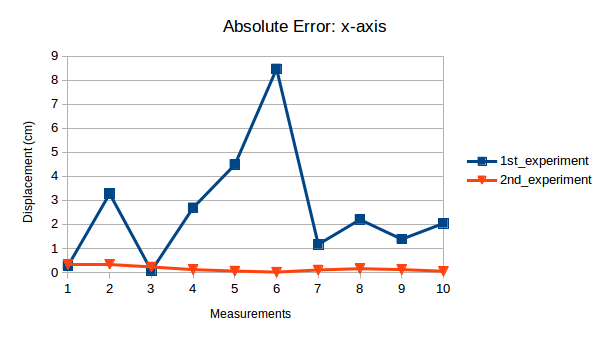 Absolute Error: x-axis
Displacement (cm)
9
8
7
6
5
4
3
2
1
0
1 2 3 4 5 6 7 8 9 10
Measurements
1st_experiment
2nd_experiment